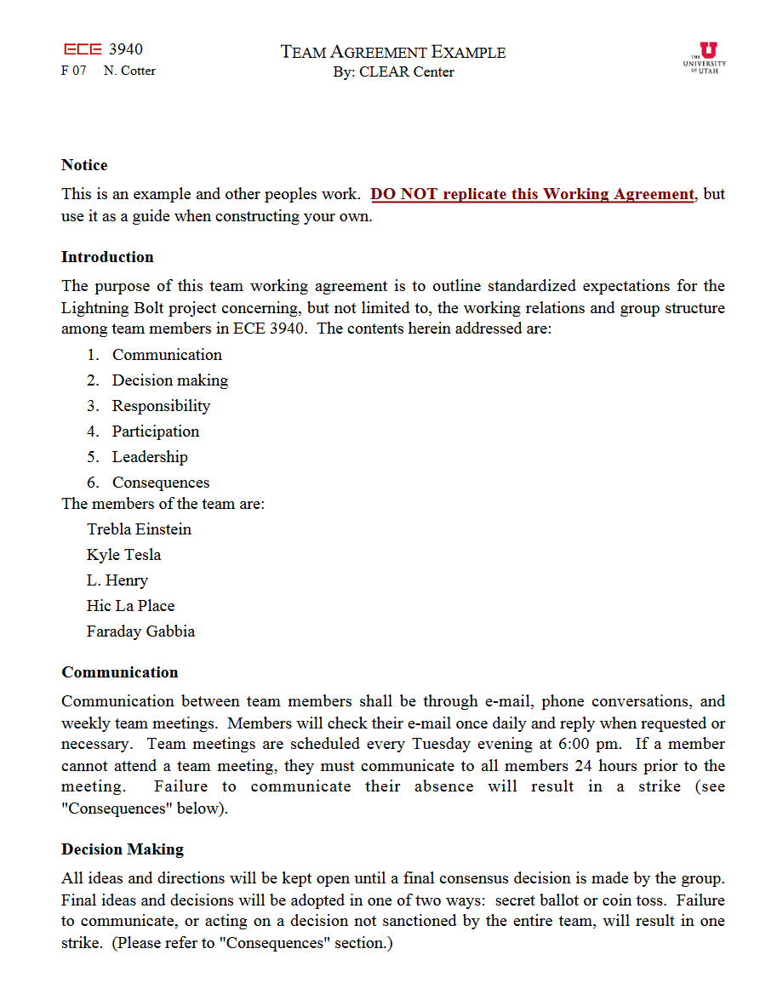 ECE 3940
F 07 N. Cotter
TEAM AGREEMENT EXAMPLE
By: CLEAR Center
THE U
UNIVERSITY
OF UTAH
Notice
This is an example and other peoples work. DO NOT replicate this Working Agreement, but
use it as a guide when constructing your own.
Introduction
The purpose of this team working agreement is to outline standardized expectations for the
Lightning Bolt project concerning, but not limited to, the working relations and group structure
among team members in ECE 3940. The contents herein addressed are:
1. Communication
2. Decision making
3. Responsibility
4. Participation
5. Leadership
6. Consequences
The members of the team are:
Trebla Einstein
Kyle Tesla
L. Henry
Hic La Place
Faraday Gabbia
Communication
Communication between team members shall be through e-mail, phone conversations, and
weekly team meetings. Members will check their e-mail once daily and reply when requested or
necessary. Team meetings are scheduled every Tuesday evening at 6:00 pm. If a member
cannot attend a team meeting, they must communicate to all members 24 hours prior to the
meeting. Failure to communicate their absence will result in a strike (see
"Consequences" below).
Decision Making
All ideas and directions will be kept open until a final consensus decision is made by the group.
Final ideas and decisions will be adopted in one of two ways: secret ballot or coin toss. Failure
to communicate, or acting on a decision not sanctioned by the entire team, will result in one
strike. (Please refer to "Consequences" section.)